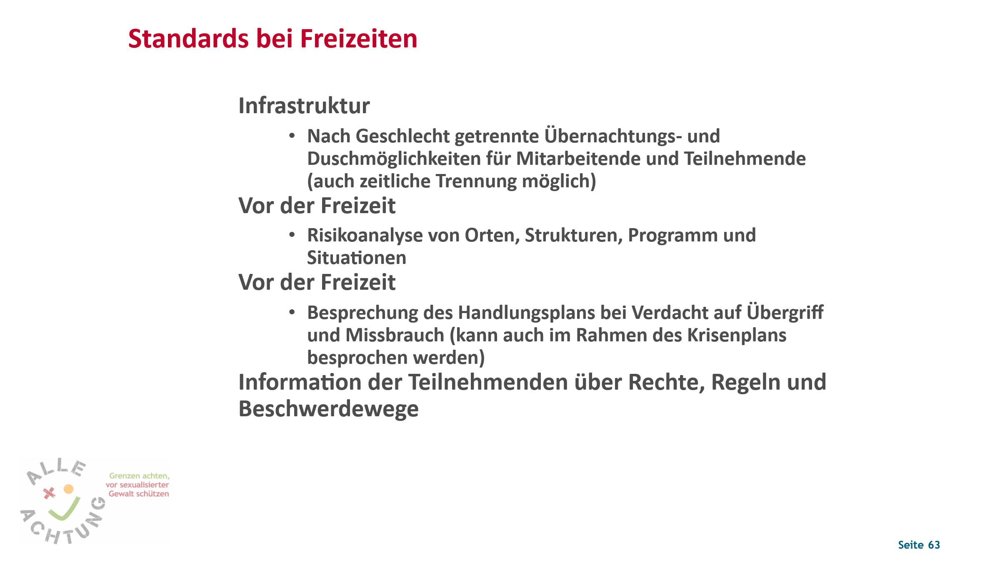 Standards bei Freizeiten
Infrastruktur
• Nach Geschlecht getrennte Übernachtungs- und
Duschmöglichkeiten für Mitarbeitende und Teilnehmende
(auch zeitliche Trennung möglich)
Vor der Freizeit
• Risikoanalyse von Orten, Strukturen, Programm und
Situationen
Vor der Freizeit
• Besprechung des Handlungsplans bei Verdacht auf Übergriff
und Missbrauch (kann auch im Rahmen des Krisenplans
besprochen werden)
Information der Teilnehmenden über Rechte, Regeln und
Beschwerdewege
ALLE
ACHTUNG
Grenzen achten,
vor sexualisierter
Gewalt schützen
Seite 63